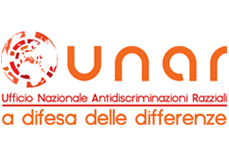 unar
Ufficio Nazionale Antidiscriminazioni Razziali
a difesa delle differenze